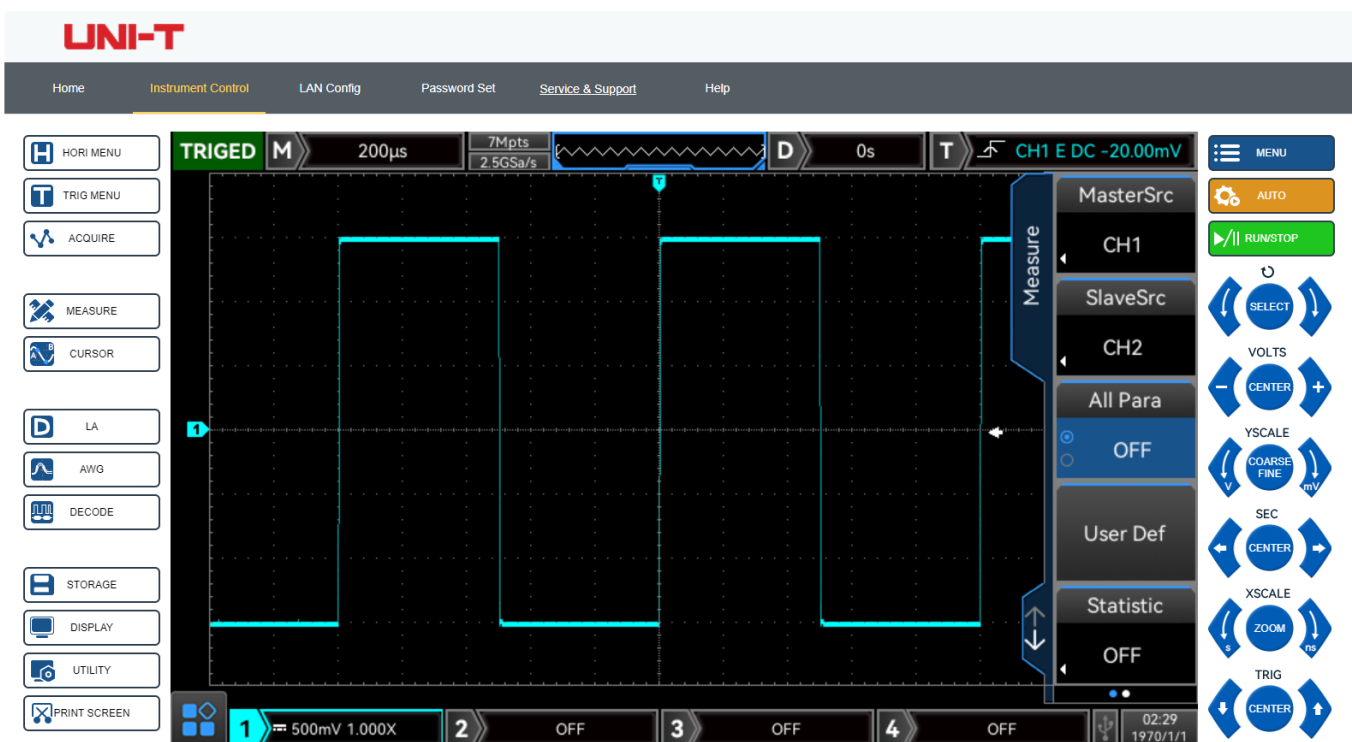 UNI-T
Home Instrument Control LAN Config Password Set Service & Support Help
HORI MENU
TRIG MENU
ACQUIRE
MEASURE
CURSOR
LA
AWG
DECODE
STORAGE
DISPLAY
UTILITY
PRINT SCREEN
TRIGED M 200μs 7Mpts 2.5GSa/s D 0s T CH1 E DC -20.00mV
T
1
Measure
MasterSrc
CH1
SlaveSrc
CH2
All Para
OFF
User Def
Statistic
OFF
1 500mV 1.000X 2 OFF 3 OFF 4 OFF 02:29
1970/1/1
MENU
AUTO
RUN/STOP
SELECT
VOLTS
CENTER
YSCALE
COARSE
FINE
V mV
SEC
CENTER
XSCALE
ZOOM
s ns
TRIG
CENTER